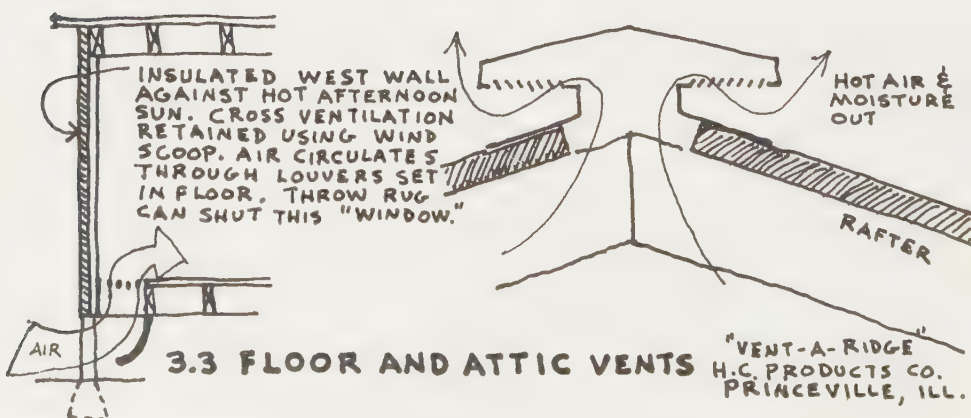 INSULATED WEST WALL
AGAINST HOT AFTERNOON
SUN. CROSS VENTILATION
RETAINED USING WIND
SCOOP. AIR CIRCULATES
THROUGH LOUVERS SET
IN FLOOR. THROW RUG
CAN SHUT THIS "WINDOW."
HOT AIR &
MOISTURE
OUT
RAFTER
AIR
3.3 FLOOR AND ATTIC VENTS
"VENT-A-RIDGE"
H.C. PRODUCTS CO.
PRINCEVILLE, ILL.